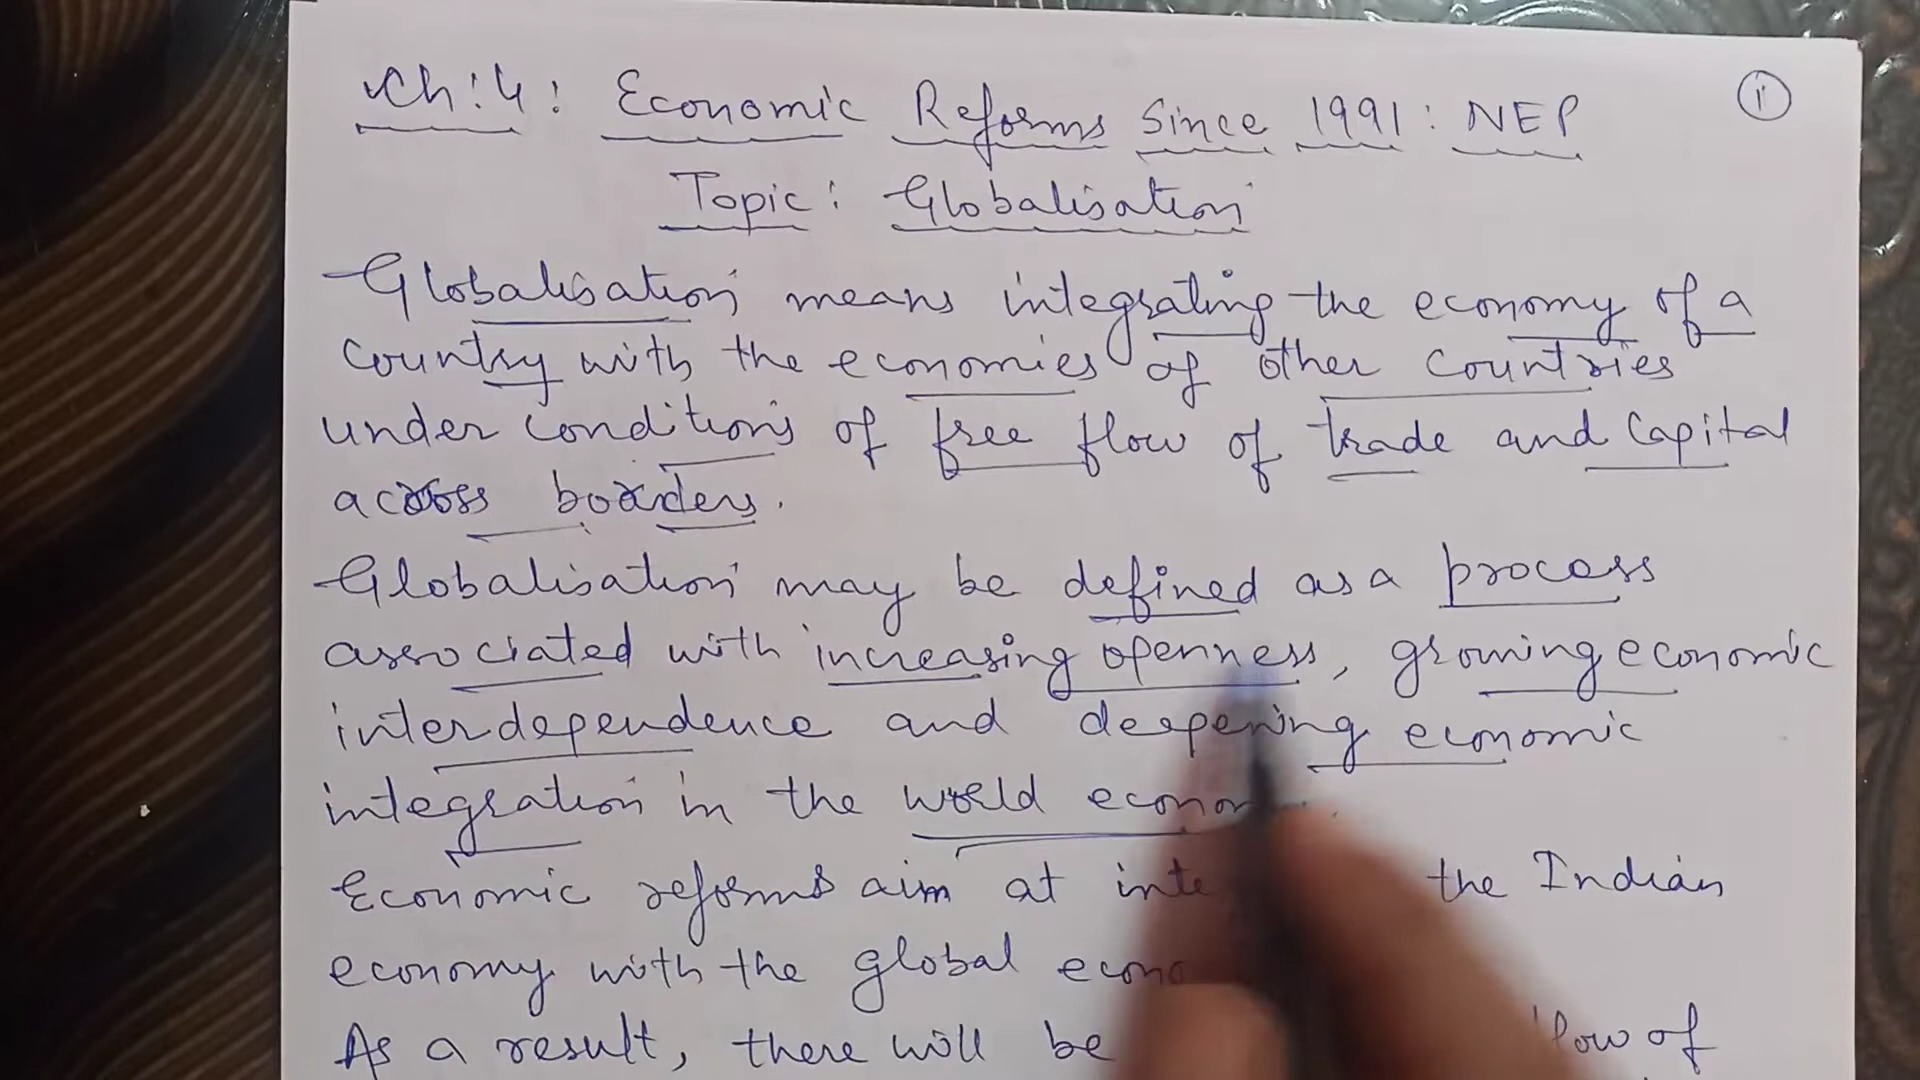 Ch: 4: Economic Reforms Since 1991: NEP
1
Topic: Globalisation
Globalisation means integrating the economy of a
country with the economies of other countries
under conditions of free flow of trade and capital
across borders.
Globalisation may be defined as a process
associated with increasing openness, growing economic
interdependence and deepening economic
integration in the world econo
Economic reforms aim at inte the Indian
economy with the global econo
As a result, there will be flow of